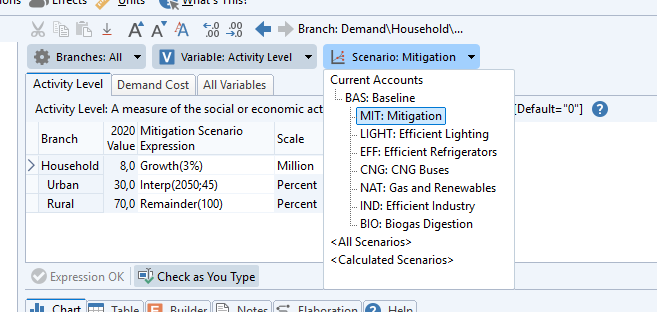 Effects
Units
What's This?
Branch: Demand\Household\...
Branches: All
Variable: Activity Level
Scenario: Mitigation
Activity Level
Demand Cost
All Variables
Activity Level: A measure of the social or economic
[Default="0"]
Branch
2020 Value
Mitigation Scenario Expression
Scale
Household 8,0 Growth(3%) Million
Urban 30,0 Interp(2050;45) Percent
Rural 70,0 Remainder(100) Percent
Current Accounts
BAS: Baseline
MIT: Mitigation
LIGHT: Efficient Lighting
EFF: Efficient Refrigerators
CNG: CNG Buses
NAT: Gas and Renewables
IND: Efficient Industry
BIO: Biogas Digestion
<All Scenarios>
<Calculated Scenarios>
Expression OK
Check as You Type
Chart
Table
Builder
Notes
Elaboration
Help